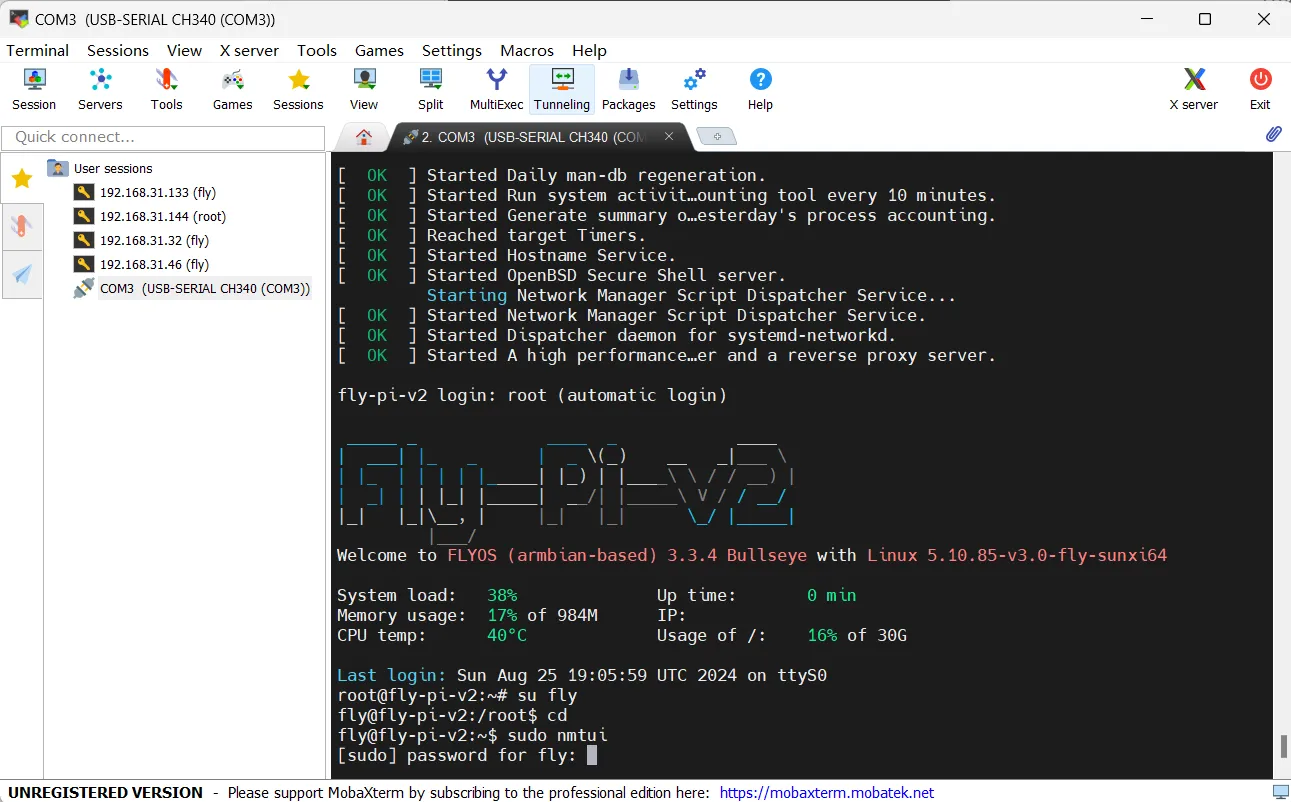 COM3  (USB-SERIAL CH340 (COM3))
Terminal Sessions View X server Tools Games Settings Macros Help
Session Servers Tools Games Sessions View Split MultiExec Tunneling Packages Settings Help X server Exit
Quick connect...
2. COM3  (USB-SERIAL CH340 (COM
User sessions
192.168.31.133 (fly)
192.168.31.144 (root)
192.168.31.32 (fly)
192.168.31.46 (fly)
COM3  (USB-SERIAL CH340 (COM3))
[  OK  ] Started Daily man-db regeneration.
[  OK  ] Started Run system activit…ounting tool every 10 minutes.
[  OK  ] Started Generate summary o…esterday's process accounting.
[  OK  ] Reached target Timers.
[  OK  ] Started Hostname Service.
[  OK  ] Started OpenBSD Secure Shell server.
Starting Network Manager Script Dispatcher Service...
[  OK  ] Started Network Manager Script Dispatcher Service.
[  OK  ] Started Dispatcher daemon for systemd-networkd.
[  OK  ] Started A high performance…er and a reverse proxy server.
fly-pi-v2 login: root (automatic login)
Fly-Pi-v2
Welcome to FLYOS (armbian-based) 3.3.4 Bullseye with Linux 5.10.85-v3.0-fly-sunxi64
System load:   38%   Up time:   0 min
Memory usage:  17% of 984M   IP:
CPU temp:      40°C   Usage of /:   16% of 30G
Last login: Sun Aug 25 19:05:59 UTC 2024 on ttyS0
root@fly-pi-v2:~# su fly
fly@fly-pi-v2:/root$ cd
fly@fly-pi-v2:~$ sudo nmtui
[sudo] password for fly:
UNREGISTERED VERSION  -  Please support MobaXterm by subscribing to the professional edition here:  https://mobaxterm.mobatek.net